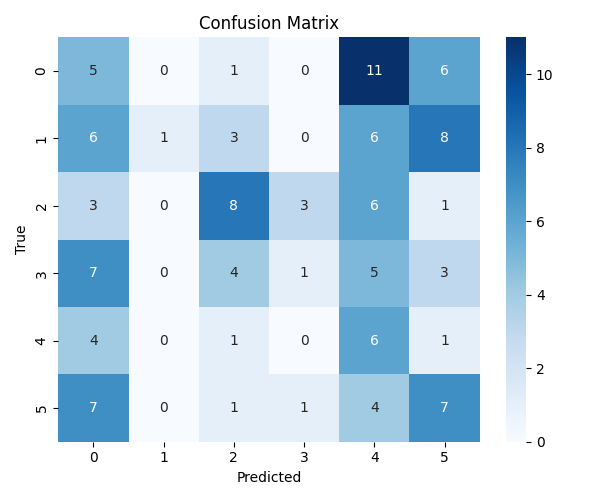 Confusion Matrix
True
0 5 0 1 0 11 6
1 6 1 3 0 6 8
2 3 0 8 3 6 1
3 7 0 4 1 5 3
4 4 0 1 0 6 1
5 7 0 1 1 4 7
0 1 2 3 4 5
Predicted
10
8
6
4
2
0